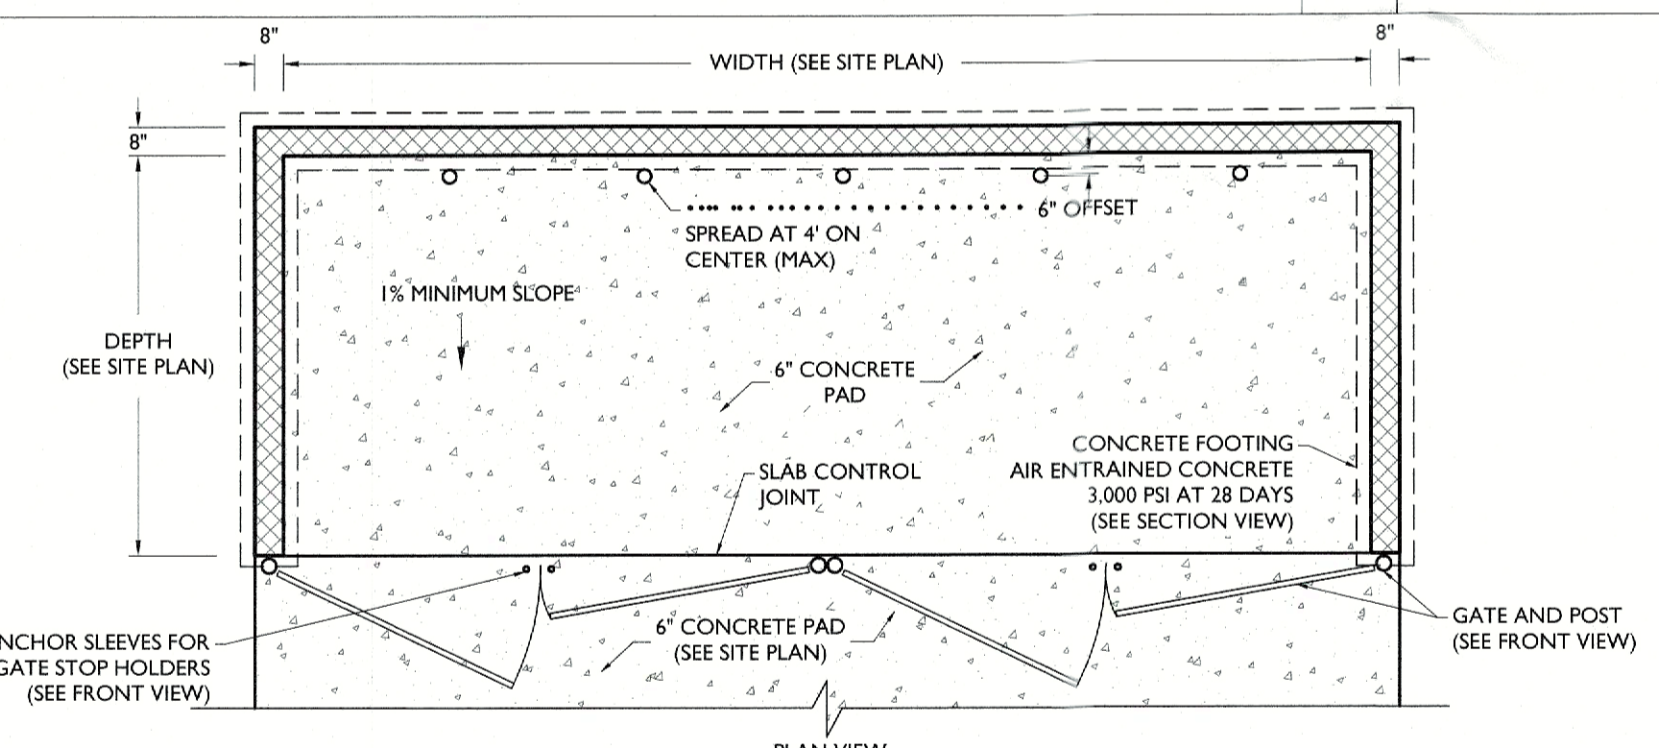 8"
8"
WIDTH (SEE SITE PLAN)
8"
6" OFFSET
SPREAD AT 4' ON
CENTER (MAX)
1% MINIMUM SLOPE
DEPTH
(SEE SITE PLAN)
6" CONCRETE
PAD
CONCRETE FOOTING
AIR ENTRAINED CONCRETE
3,000 PSI AT 28 DAYS
(SEE SECTION VIEW)
SLAB CONTROL
JOINT
NCHOR SLEEVES FOR
GATE STOP HOLDERS
(SEE FRONT VIEW)
6" CONCRETE PAD
(SEE SITE PLAN)
GATE AND POST
(SEE FRONT VIEW)
PLAN VIEW